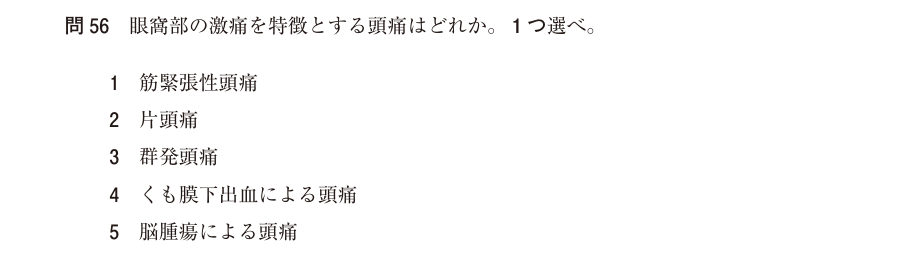 問 56　眼窩部の激痛を特徴とする頭痛はどれか。1つ選べ。
1　筋緊張性頭痛
2　片頭痛
3　群発頭痛
4　くも膜下出血による頭痛
5　脳腫瘍による頭痛